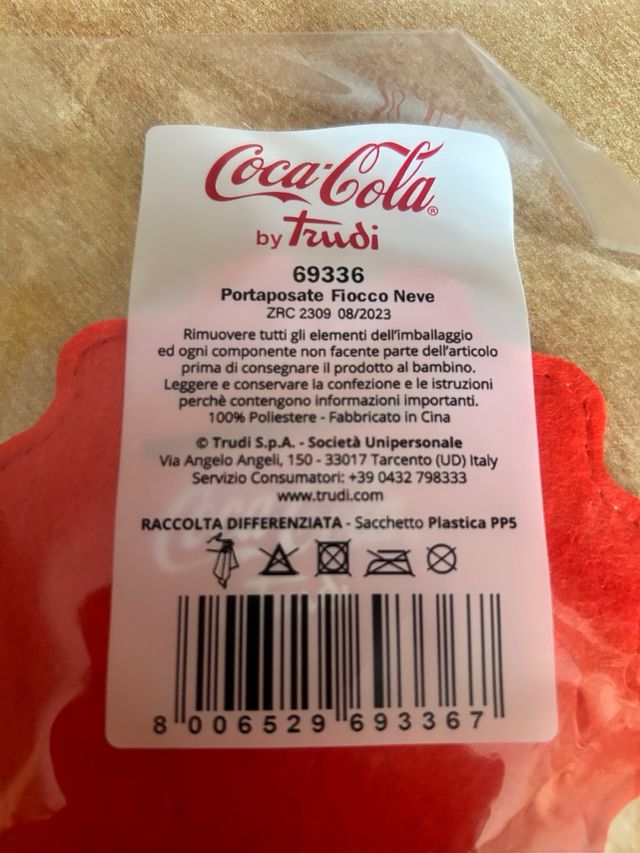 Coca-Cola®
by Trudi
69336
Portaposate Fiocco Neve
ZRC 2309 08/2023
Rimuovere tutti gli elementi dell'imballaggio
ed ogni componente non facente parte dell'articolo
prima di consegnare il prodotto al bambino.
Leggere e conservare la confezione e le istruzioni
perchè contengono informazioni importanti.
100% Poliestere - Fabbricato in Cina
© Trudi S.p.A. - Società Unipersonale
Via Angelo Angeli, 150 - 33017 Tarcento (UD) Italy
Servizio Consumatori: +39 0432 798333
www.trudi.com
RACCOLTA DIFFERENZIATA - Sacchetto Plastica PP5
8 006529 693367